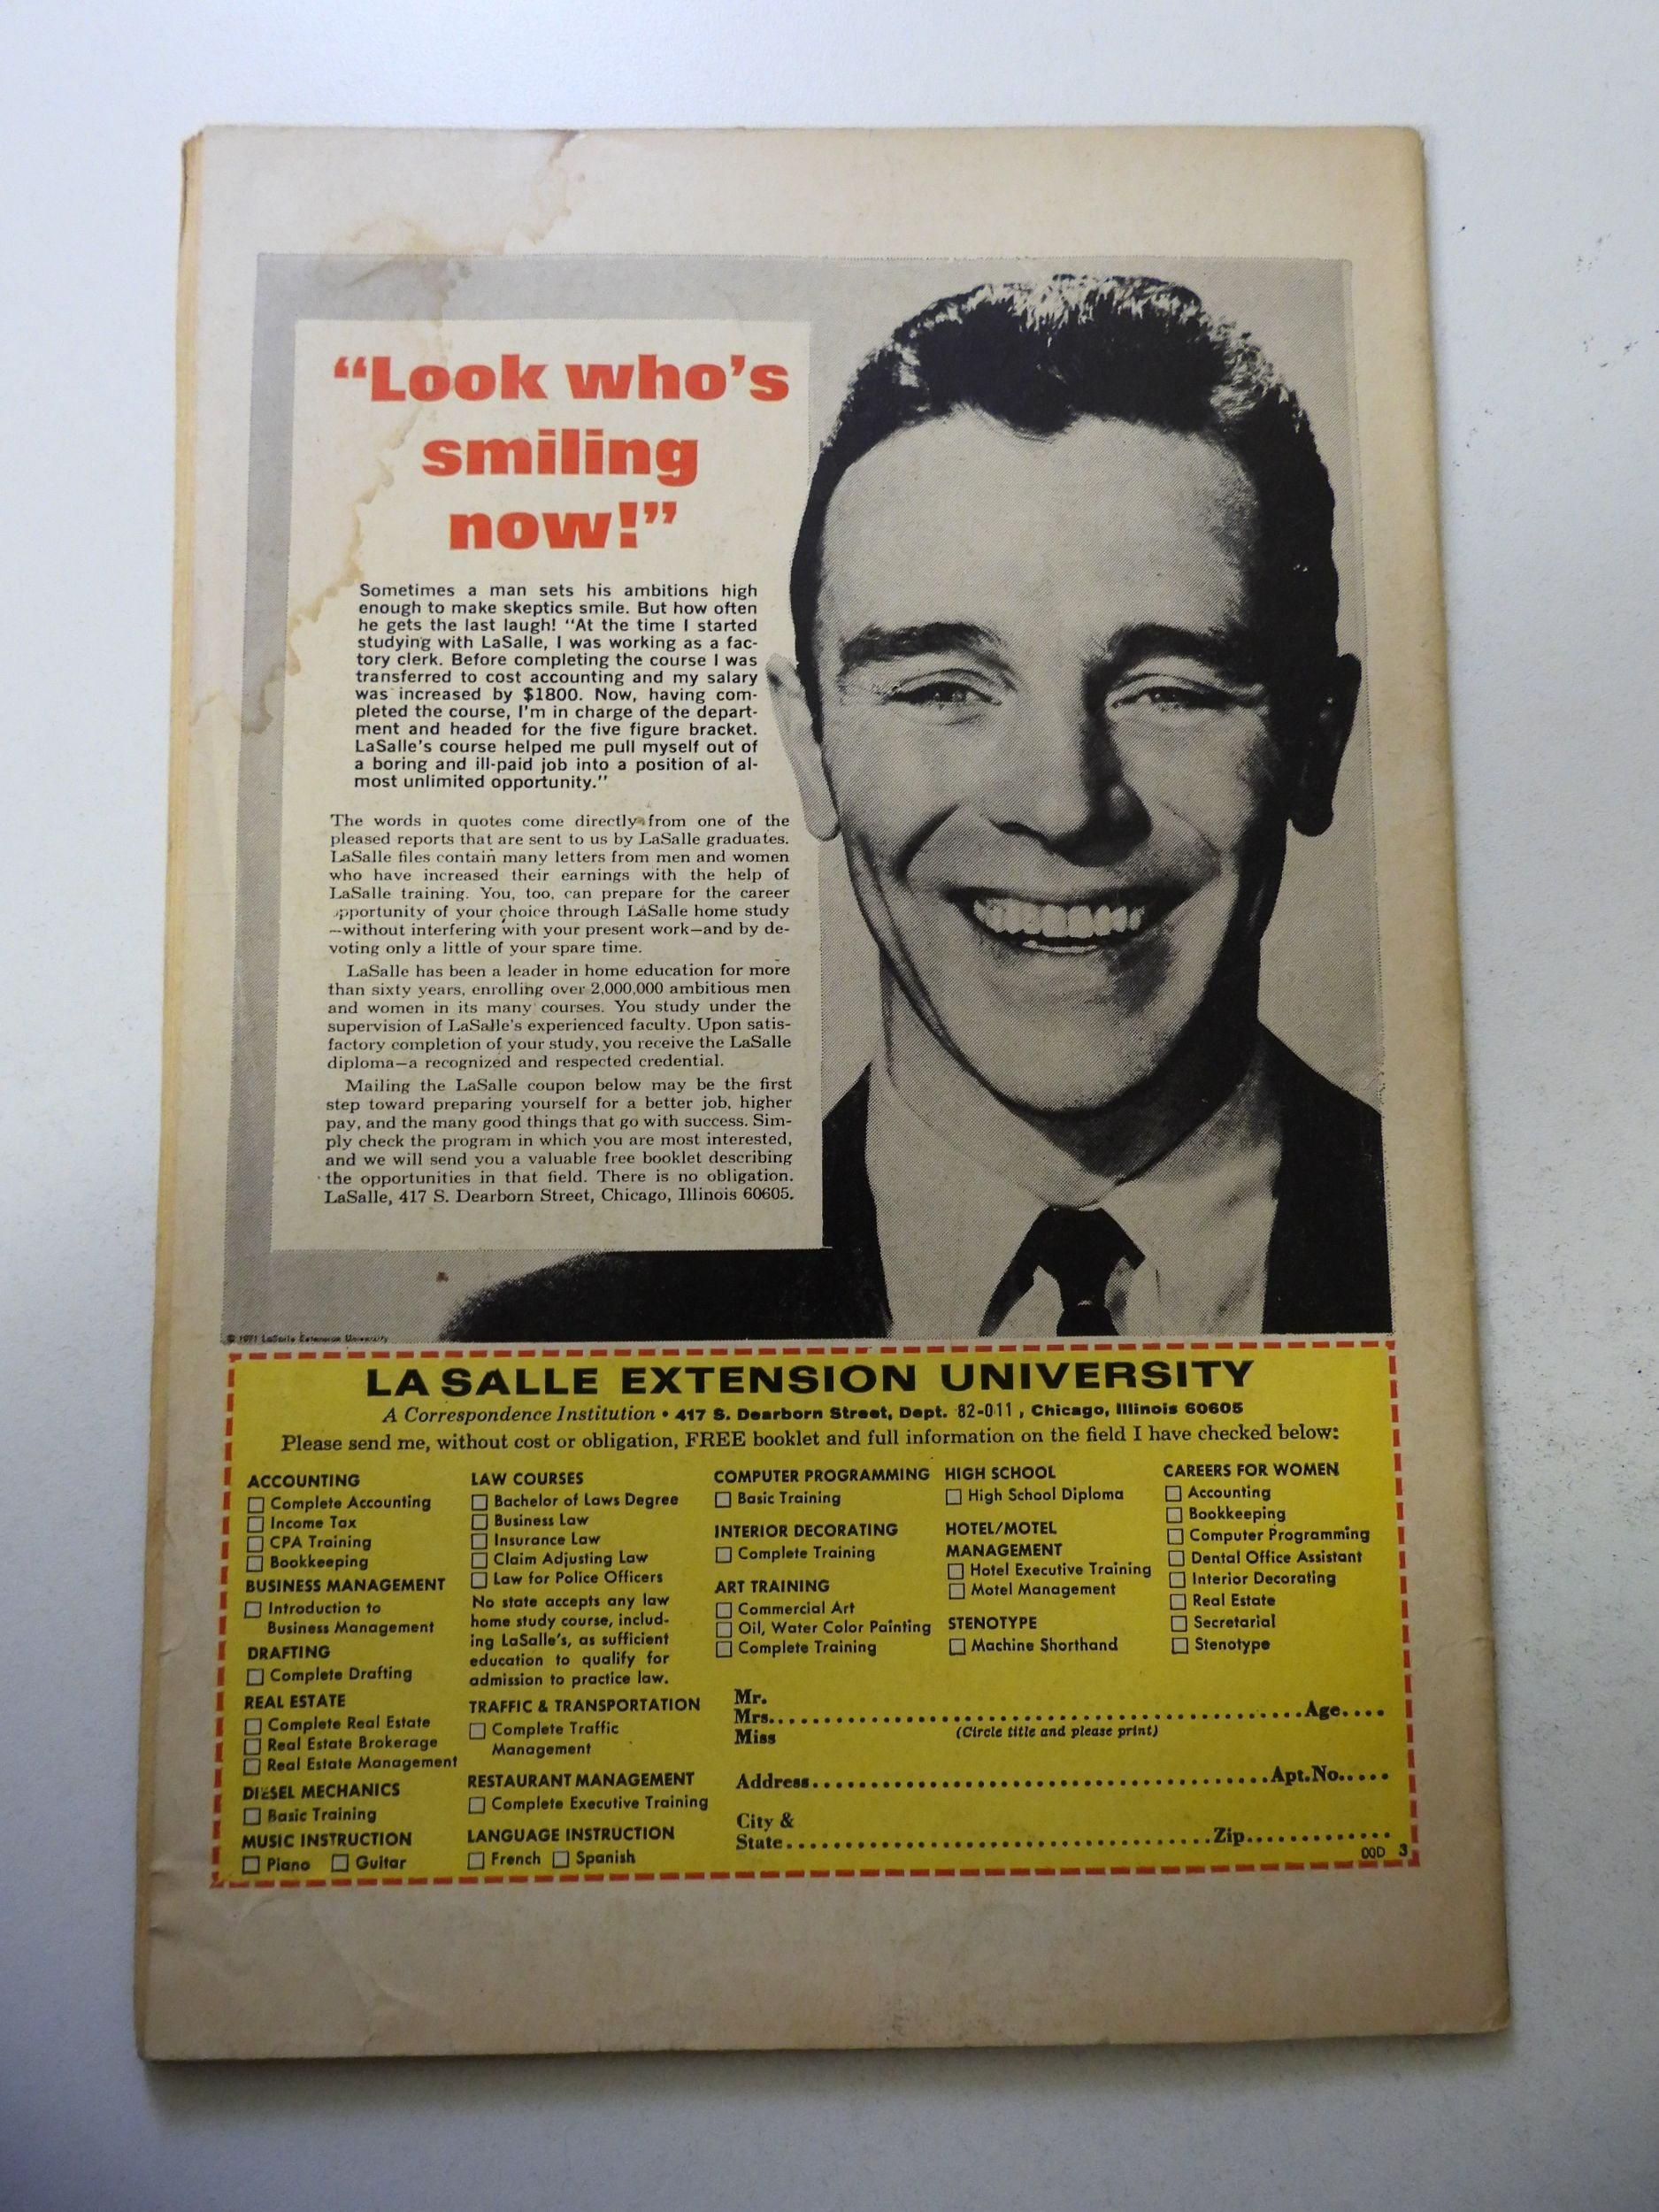 “Look who’s
smiling
now!”
Sometimes a man sets his ambitions high
enough to make skeptics smile. But how often
he gets the last laugh! “At the time I started
studying with LaSalle, I was working as a fac-
tory clerk. Before completing the course I was
transferred to cost accounting and my salary
was increased by $1800. Now, having com-
pleted the course, I’m in charge of the depart-
ment and headed for the five figure bracket.
LaSalle’s course helped me pull myself out of
a boring and ill-paid job into a position of al-
most unlimited opportunity.”
The words in quotes come directly from one of the
pleased reports that are sent to us by LaSalle graduates.
LaSalle files contain many letters from men and women
who have increased their earnings with the help of
LaSalle training. You, too, can prepare for the career
opportunity of your choice through LaSalle home study
—without interfering with your present work—and by de-
voting only a little of your spare time.
LaSalle has been a leader in home education for more
than sixty years, enrolling over 2,000,000 ambitious men
and women in its many courses. You study under the
supervision of LaSalle’s experienced faculty. Upon satis-
factory completion of your study, you receive the LaSalle
diploma—a recognized and respected credential.
Mailing the LaSalle coupon below may be the first
step toward preparing yourself for a better job, higher
pay, and the many good things that go with success. Sim-
ply check the program in which you are most interested,
and we will send you a valuable free booklet describing
the opportunities in that field. There is no obligation.
LaSalle, 417 S. Dearborn Street, Chicago, Illinois 60605.
© 1971 LaSalle Extension University
LA SALLE EXTENSION UNIVERSITY
A Correspondence Institution • 417 S. Dearborn Street, Dept. 82-011, Chicago, Illinois 60605
Please send me, without cost or obligation, FREE booklet and full information on the field I have checked below:
ACCOUNTING
Complete Accounting
Income Tax
CPA Training
Bookkeeping
BUSINESS MANAGEMENT
Introduction to
Business Management
DRAFTING
Complete Drafting
REAL ESTATE
Complete Real Estate
Real Estate Brokerage
Real Estate Management
DIESEL MECHANICS
Basic Training
MUSIC INSTRUCTION
Piano Guitar
LAW COURSES
Bachelor of Laws Degree
Business Law
Insurance Law
Claim Adjusting Law
Law for Police Officers
No state accepts any law
home study course, includ-
ing LaSalle’s, as sufficient
education to qualify for
admission to practice law.
TRAFFIC & TRANSPORTATION
Complete Traffic
Management
RESTAURANT MANAGEMENT
Complete Executive Training
LANGUAGE INSTRUCTION
French Spanish
COMPUTER PROGRAMMING
Basic Training
INTERIOR DECORATING
Complete Training
ART TRAINING
Commercial Art
Oil, Water Color Painting
Complete Training
HIGH SCHOOL
High School Diploma
HOTEL/MOTEL
MANAGEMENT
Hotel Executive Training
Motel Management
STENOTYPE
Machine Shorthand
CAREERS FOR WOMEN
Accounting
Bookkeeping
Computer Programming
Dental Office Assistant
Interior Decorating
Real Estate
Secretarial
Stenotype
Mr.
Mrs. Age
Miss (Circle title and please print)
Address Apt.No.
City &
State Zip
00D 3